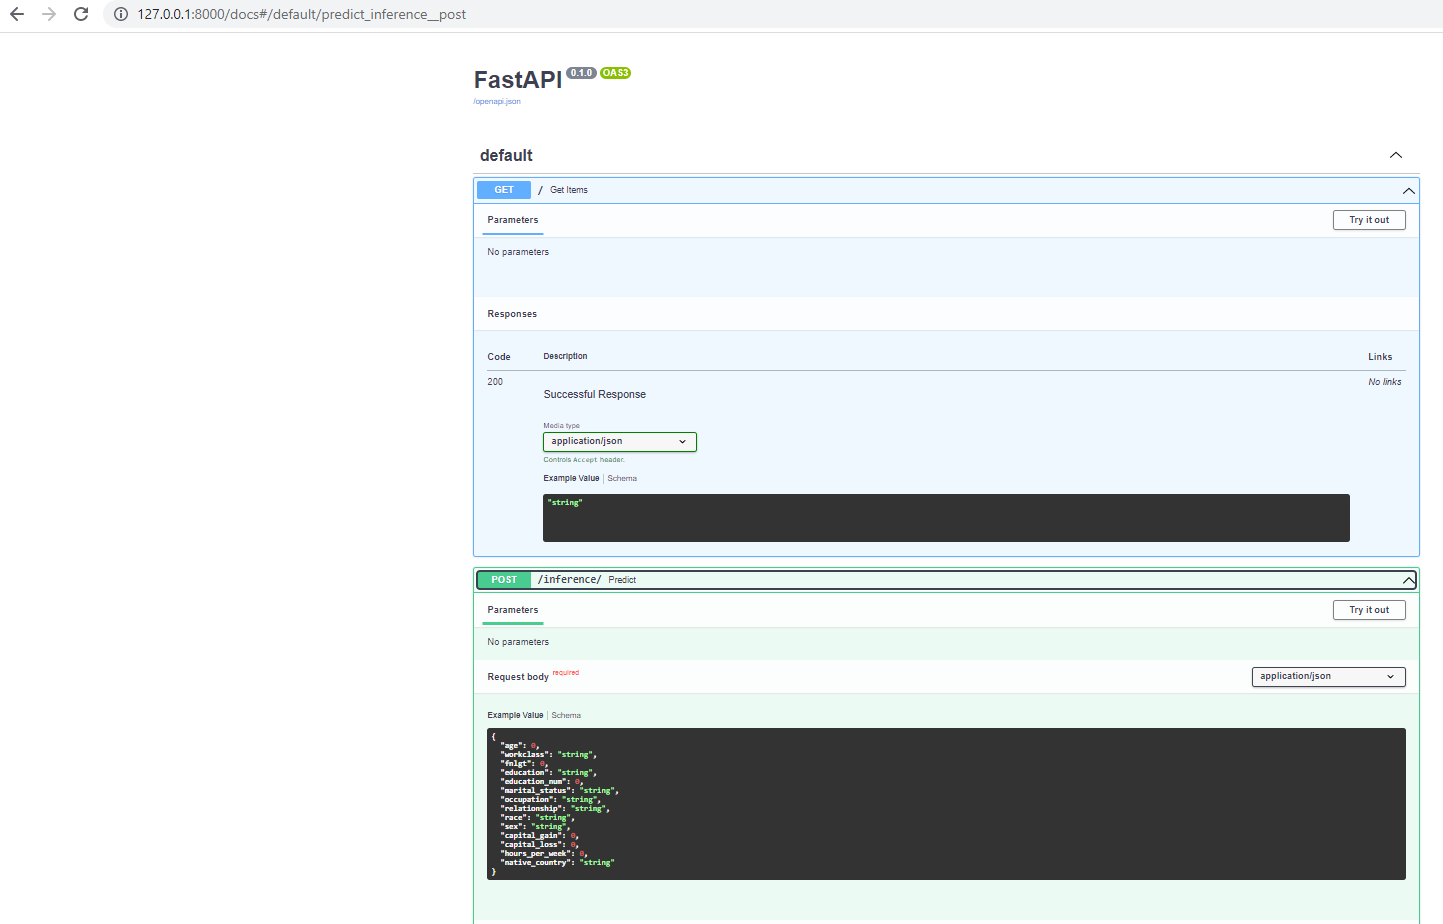 127.0.0.1:8000/docs#/default/predict_inference__post
FastAPI 0.1.0 OAS3
/openapi.json
default
GET / Get Items
Parameters Try it out
No parameters
Responses
Code Description Links
200 No links
Successful Response
Media type
application/json
Controls Accept header.
Example Value Schema
"string"
POST /inference/ Predict
Parameters Try it out
No parameters
Request body required application/json
Example Value Schema
{
"age": 0,
"workclass": "string",
"fnlgt": 0,
"education": "string",
"education_num": 0,
"marital_status": "string",
"occupation": "string",
"relationship": "string",
"race": "string",
"sex": "string",
"capital_gain": 0,
"capital_loss": 0,
"hours_per_week": 0,
"native_country": "string"
}